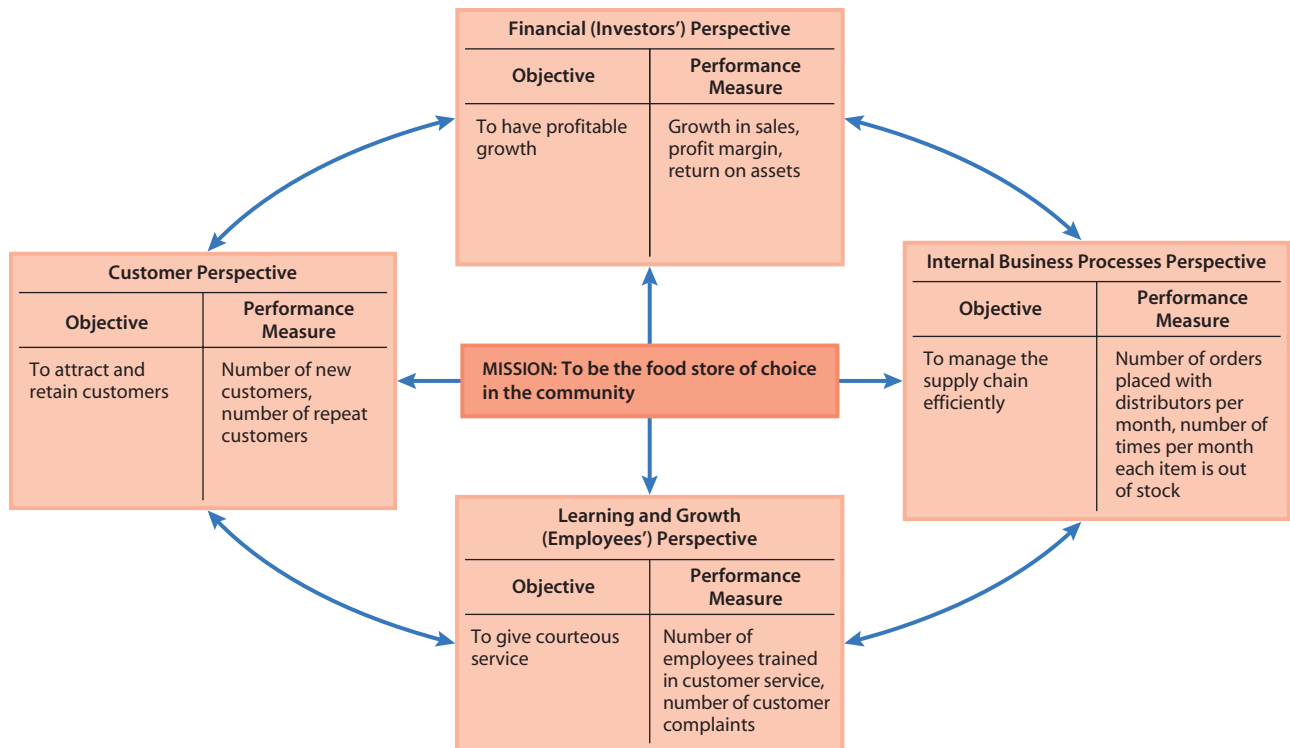 Financial (Investors’) Perspective
Objective
Performance
Measure
To have profitable
growth
Growth in sales,
profit margin,
return on assets
Customer Perspective
Objective
Performance
Measure
To attract and
retain customers
Number of new
customers,
number of repeat
customers
MISSION: To be the food store of choice
in the community
Internal Business Processes Perspective
Objective
Performance
Measure
To manage the
supply chain
efficiently
Number of orders
placed with
distributors per
month, number of
times per month
each item is out
of stock
Learning and Growth
(Employees’) Perspective
Objective
Performance
Measure
To give courteous
service
Number of
employees trained
in customer service,
number of customer
complaints